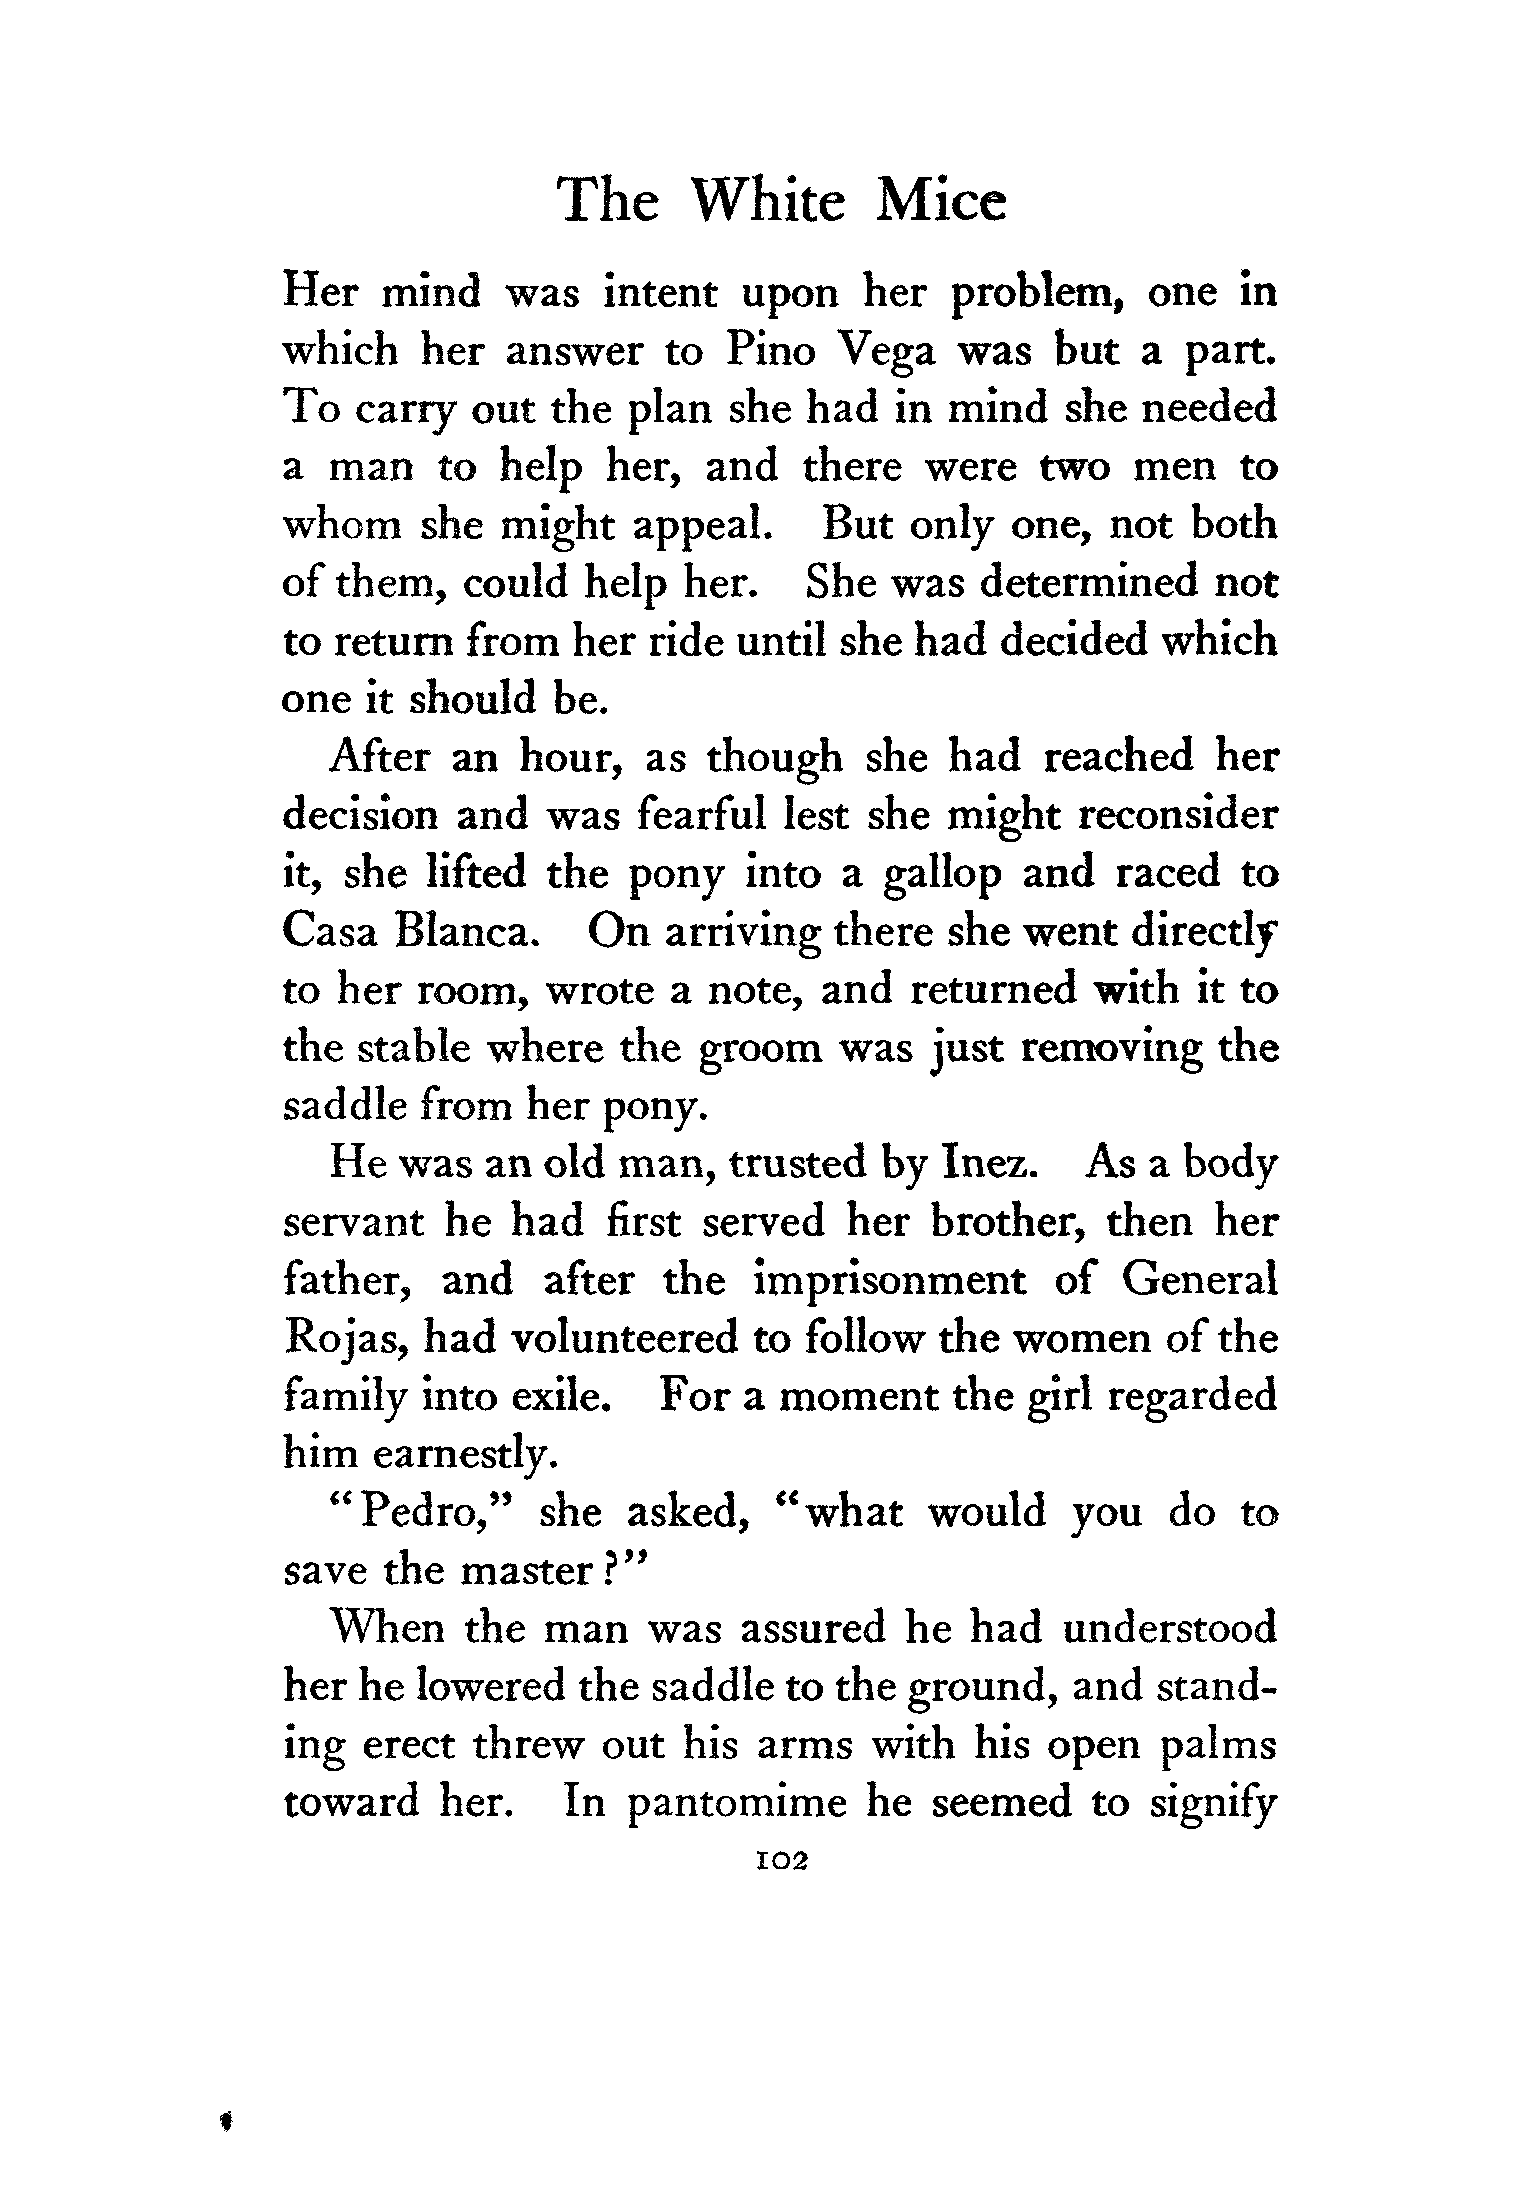 The White Mice
Her mind was intent upon her problem, one in
which her answer to Pino Vega was but a part.
To carry out the plan she had in mind she needed
a man to help her, and there were two men to
whom she might appeal. But only one, not both
of them, could help her. She was determined not
to return from her ride until she had decided which
one it should be.
After an hour, as though she had reached her
decision and was fearful lest she might reconsider
it, she lifted the pony into a gallop and raced to
Casa Blanca. On arriving there she went directly
to her room, wrote a note, and returned with it to
the stable where the groom was just removing the
saddle from her pony.
He was an old man, trusted by Inez. As a body
servant he had first served her brother, then her
father, and after the imprisonment of General
Rojas, had volunteered to follow the women of the
family into exile. For a moment the girl regarded
him earnestly.
"Pedro," she asked, "what would you do to
save the master?"
When the man was assured he had understood
her he lowered the saddle to the ground, and stand-
ing erect threw out his arms with his open palms
toward her. In pantomime he seemed to signify
102